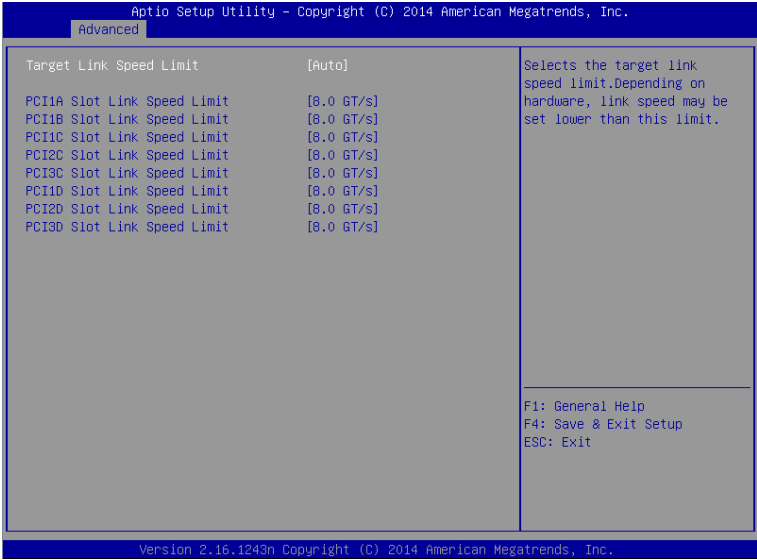 Aptio Setup Utility – Copyright (C) 2014 American Megatrends, Inc.
Advanced
Target Link Speed Limit [Auto]
PCI1A Slot Link Speed Limit [8.0 GT/s]
PCI1B Slot Link Speed Limit [8.0 GT/s]
PCI1C Slot Link Speed Limit [8.0 GT/s]
PCI2C Slot Link Speed Limit [8.0 GT/s]
PCI3C Slot Link Speed Limit [8.0 GT/s]
PCI1D Slot Link Speed Limit [8.0 GT/s]
PCI2D Slot Link Speed Limit [8.0 GT/s]
PCI3D Slot Link Speed Limit [8.0 GT/s]
Selects the target link
speed limit.Depending on
hardware, link speed may be
set lower than this limit.
F1: General Help
F4: Save & Exit Setup
ESC: Exit
Version 2.16.1243n Copyright (C) 2014 American Megatrends, Inc.